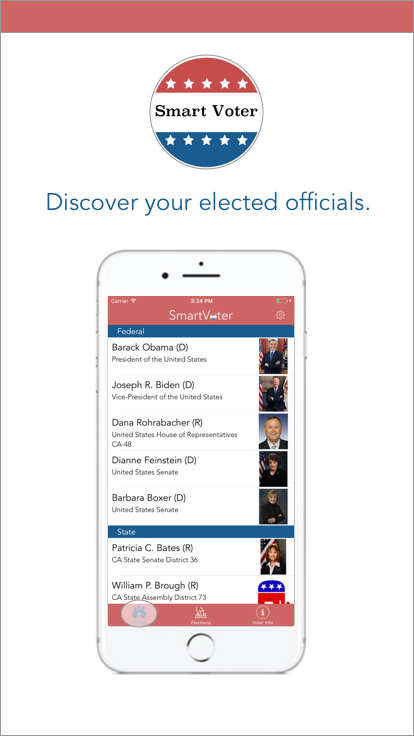 Smart Voter
Discover your elected officials.
Carrier 3:24 PM
SmartVoter
Federal
Barack Obama (D)
President of the United States
Joseph R. Biden (D)
Vice-President of the United States
Dana Rohrabacher (R)
United States House of Representatives
CA-48
Dianne Feinstein (D)
United States Senate
Barbara Boxer (D)
United States Senate
State
Patricia C. Bates (R)
CA State Senate District 36
William P. Brough (R)
CA State Assembly District 73
Elections
Voter Info